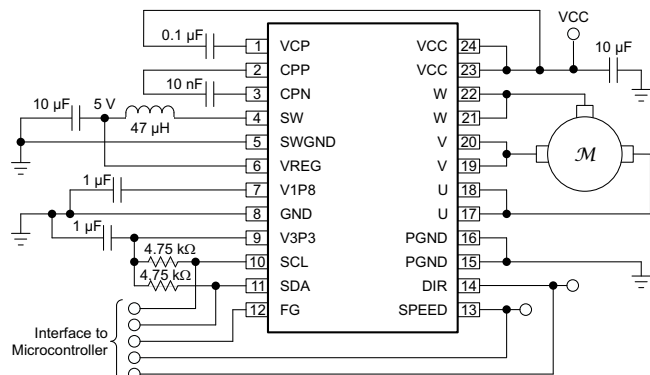 VCC
0.1 µF
10 µF
1 VCP VCC 24
2 CPP VCC 23
10 nF
3 CPN W 22
10 µF 5 V
47 µH
4 SW W 21
5 SWGND V 20
M
6 VREG V 19
1 µF
7 V1P8 U 18
8 GND U 17
1 µF
9 V3P3 PGND 16
4.75 kΩ
10 SCL PGND 15
4.75 kΩ
11 SDA DIR 14
12 FG SPEED 13
Interface to
Microcontroller